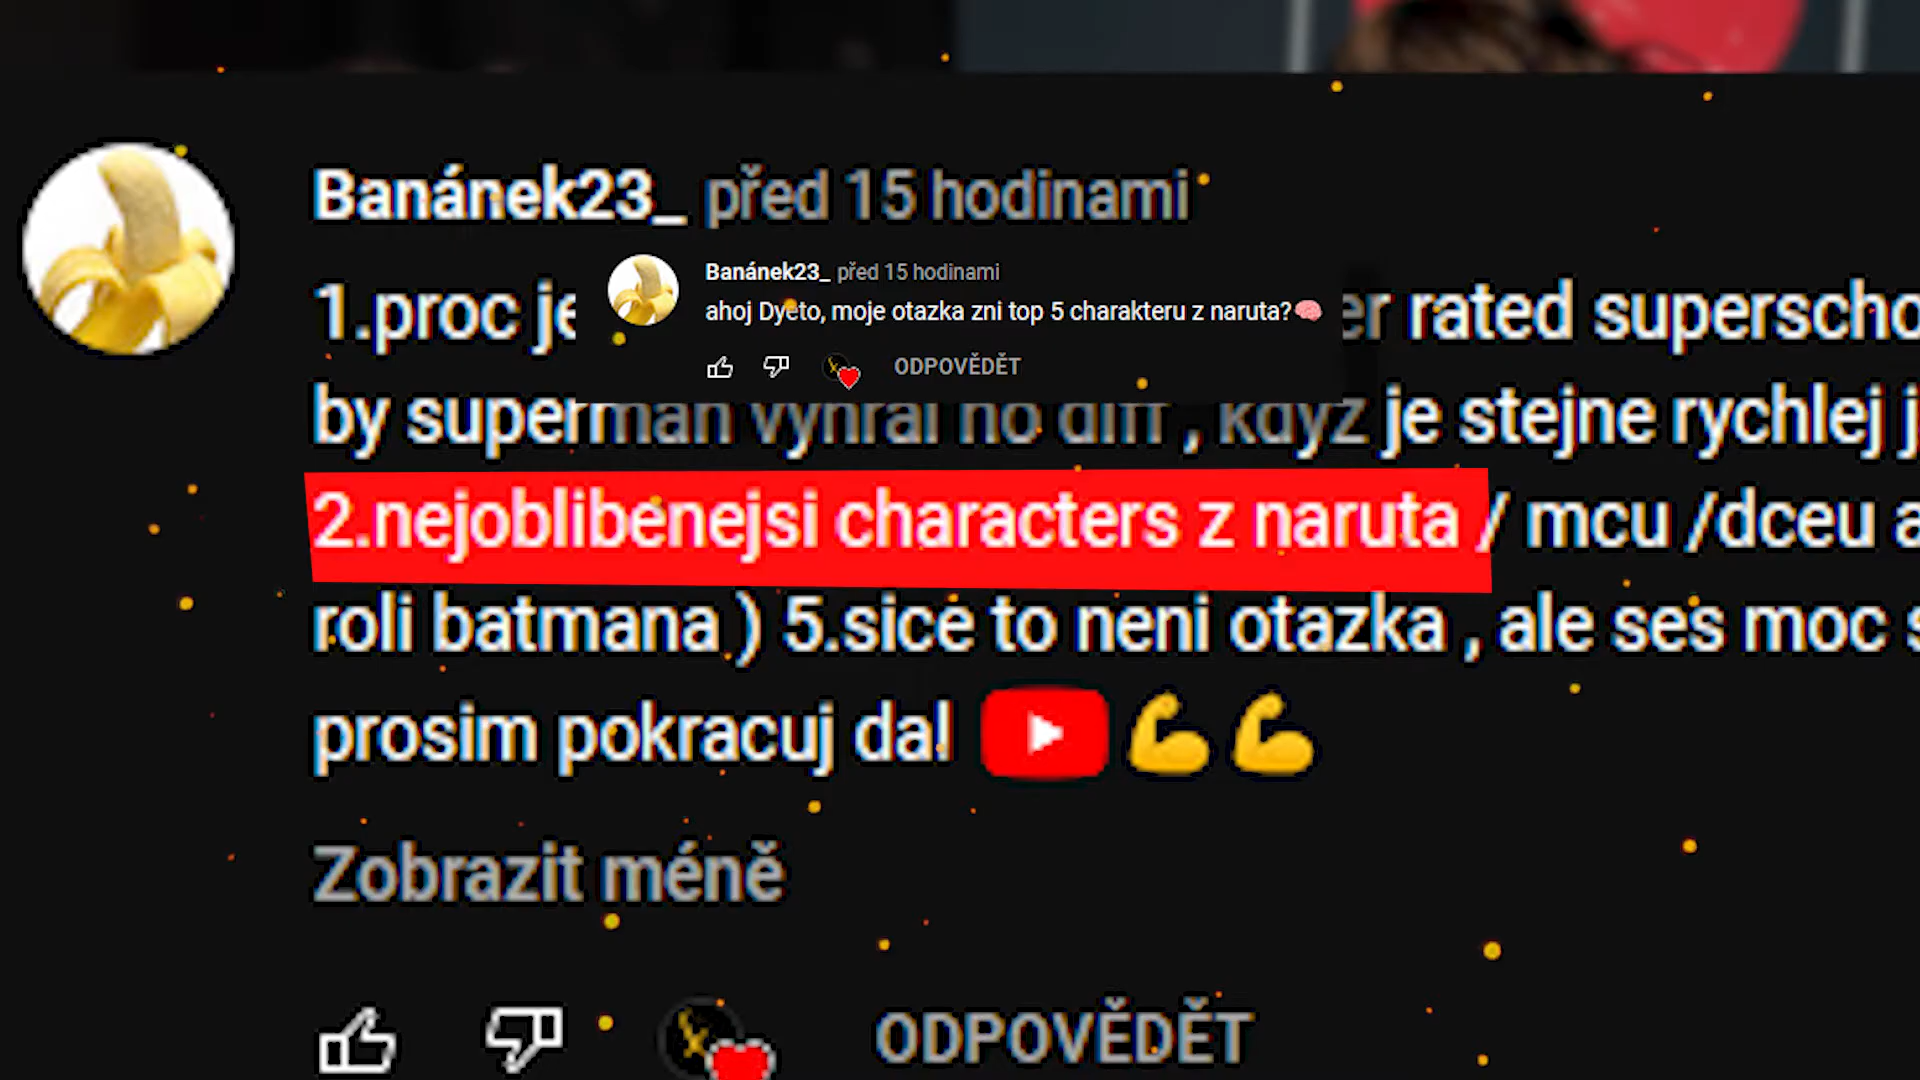 Banánek23_ před 15 hodinami
1.proc je er rated superscho
by superman vyhral no diff , když je stejne rychlej j
2.nejoblibenejsi characters z naruta / mcu /dceu a
roli batmana ) 5.sice to neni otazka , ale ses moc s
prosim pokracuj dal
Zobrazit méně
ODPOVĚDĚT
Banánek23_ před 15 hodinami
ahoj Dyeto, moje otazka zni top 5 charakteru z naruta?
ODPOVĚDĚT